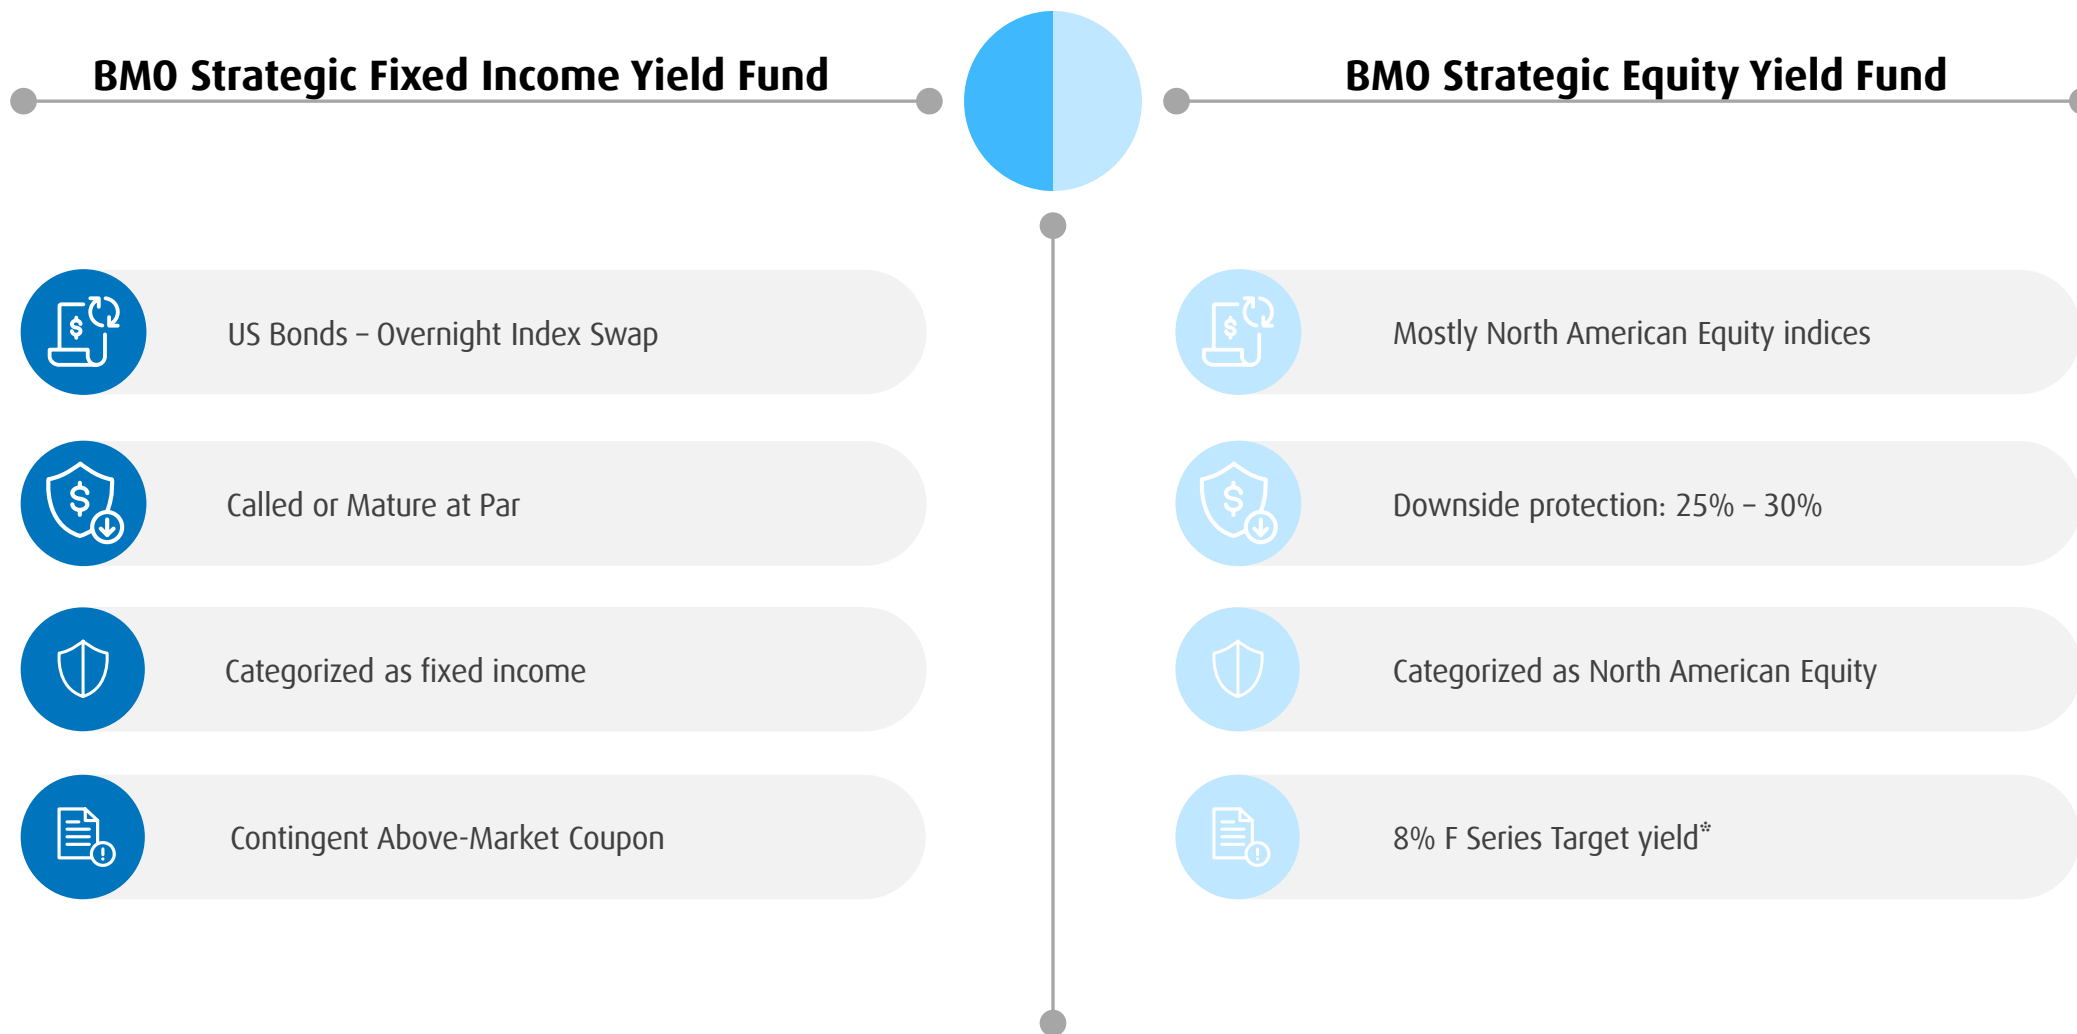 BMO Strategic Fixed Income Yield Fund
US Bonds – Overnight Index Swap
Called or Mature at Par
Categorized as fixed income
Contingent Above-Market Coupon
BMO Strategic Equity Yield Fund
Mostly North American Equity indices
Downside protection: 25% – 30%
Categorized as North American Equity
8% F Series Target yield*